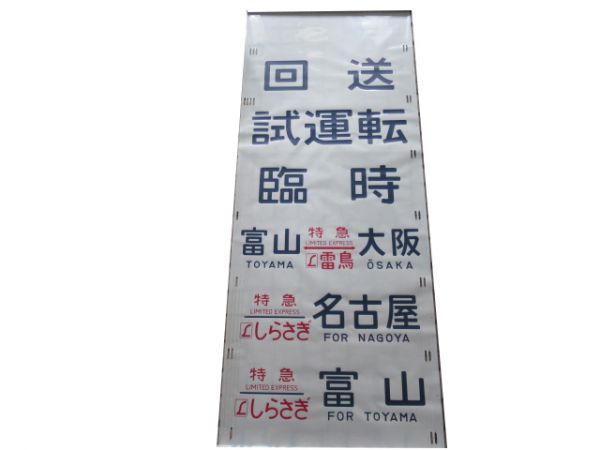 回送
試運転
臨時
富山 特急 大阪
LIMITED EXPRESS
TOYAMA L雷鳥 ŌSAKA
特急 名古屋
LIMITED EXPRESS
Lしらさぎ FOR NAGOYA
特急 富山
LIMITED EXPRESS
Lしらさぎ FOR TOYAMA